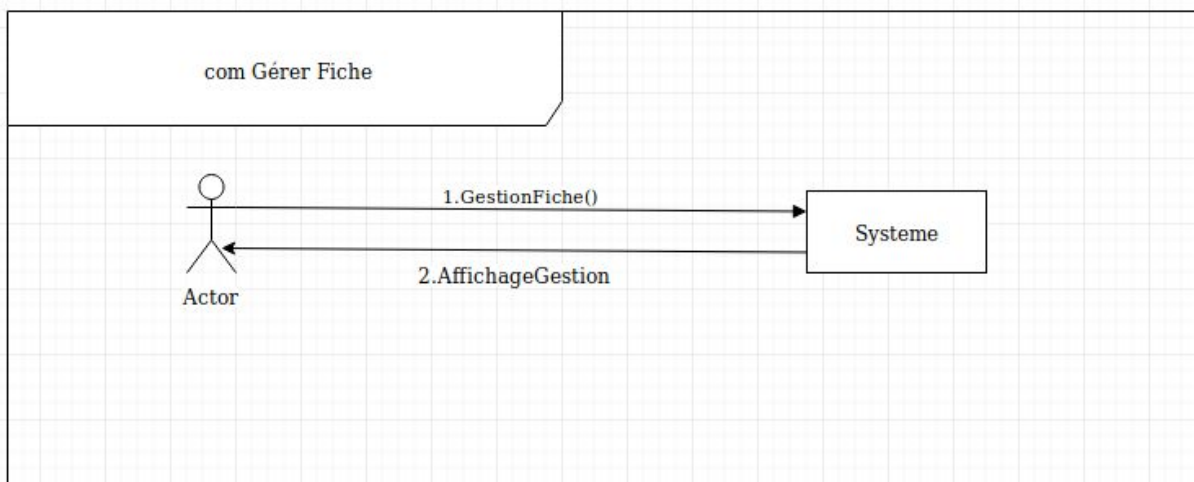 com Gérer Fiche
1.GestionFiche()
Systeme
2.AffichageGestion
Actor